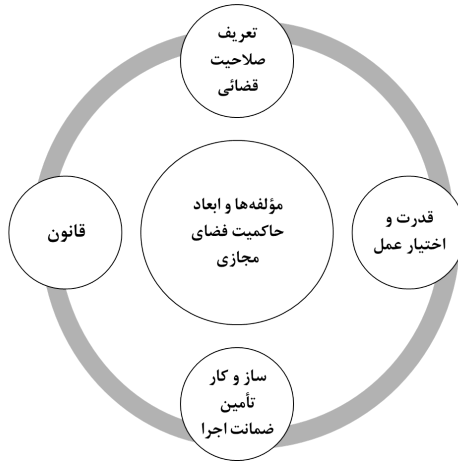 تعریف
صلاحیت
قضائی
قدرت و
اختیار عمل
مؤلفه‌ها و ابعاد
حاکمیت فضای
مجازی
قانون
ساز و کار
تأمین
ضمانت اجرا